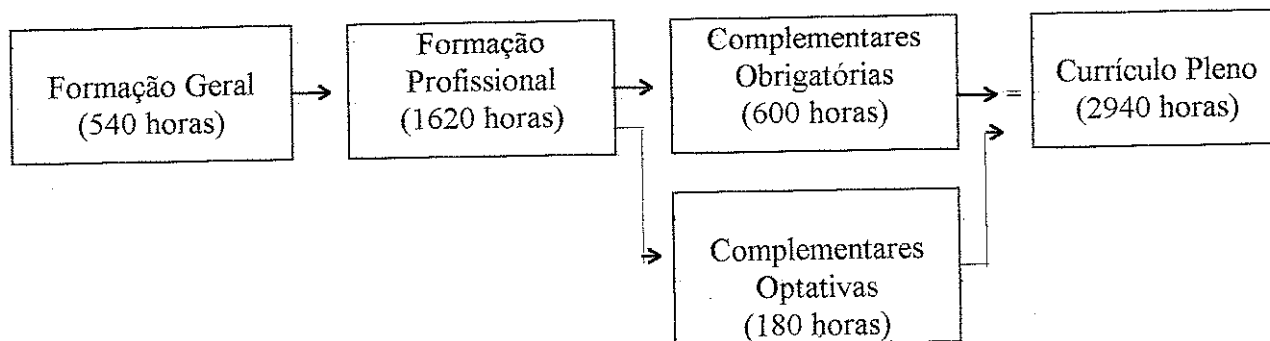 Formação Geral
(540 horas)
Formação
Profissional
(1620 horas)
Complementares
Obrigatórias
(600 horas)
=
Currículo Pleno
(2940 horas)
Complementares
Optativas
(180 horas)